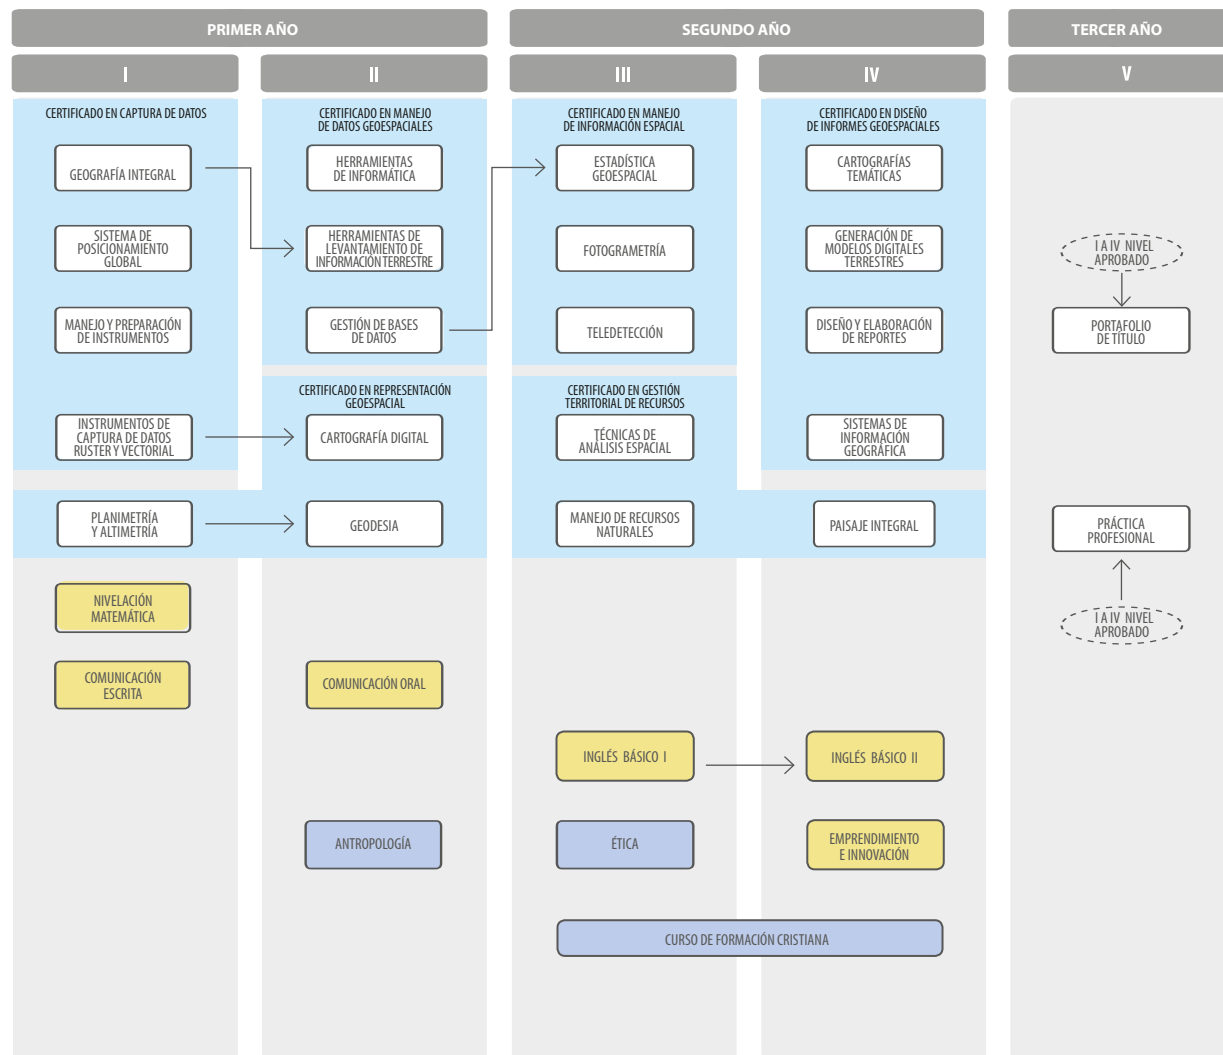 PRIMER AÑO
SEGUNDO AÑO
TERCER AÑO
I
II
III
IV
V
CERTIFICADO EN CAPTURA DE DATOS
GEOGRAFÍA INTEGRAL
SISTEMA DE
POSICIONAMIENTO
GLOBAL
MANEJO Y PREPARACIÓN
DE INSTRUMENTOS
INSTRUMENTOS DE
CAPTURA DE DATOS
RUSTER Y VECTORIAL
PLANIMETRÍA
Y ALTIMETRÍA
NIVELACIÓN
MATEMÁTICA
COMUNICACIÓN
ESCRITA
CERTIFICADO EN MANEJO
DE DATOS GEOESPACIALES
HERRAMIENTAS
DE INFORMÁTICA
HERRAMIENTAS DE
LEVANTAMIENTO DE
INFORMACIÓN TERRESTRE
GESTIÓN DE BASES
DE DATOS
CERTIFICADO EN REPRESENTACIÓN
GEOESPACIAL
CARTOGRAFÍA DIGITAL
GEODESIA
COMUNICACIÓN ORAL
ANTROPOLOGÍA
CERTIFICADO EN MANEJO
DE INFORMACIÓN ESPACIAL
ESTADÍSTICA
GEOESPACIAL
FOTOGRAMETRÍA
TELEDETECCIÓN
CERTIFICADO EN GESTIÓN
TERRITORIAL DE RECURSOS
TÉCNICAS DE
ANÁLISIS ESPACIAL
MANEJO DE RECURSOS
NATURALES
INGLÉS BÁSICO I
ÉTICA
CERTIFICADO EN DISEÑO
DE INFORMES GEOESPACIALES
CARTOGRAFÍAS
TEMÁTICAS
GENERACIÓN DE
MODELOS DIGITALES
TERRESTRES
DISEÑO Y ELABORACIÓN
DE REPORTES
SISTEMAS DE
INFORMACIÓN
GEOGRÁFICA
PAISAJE INTEGRAL
INGLÉS BÁSICO II
EMPRENDIMIENTO
E INNOVACIÓN
CURSO DE FORMACIÓN CRISTIANA
I A IV NIVEL
APROBADO
PORTAFOLIO
DE TÍTULO
PRÁCTICA
PROFESIONAL
I A IV NIVEL
APROBADO